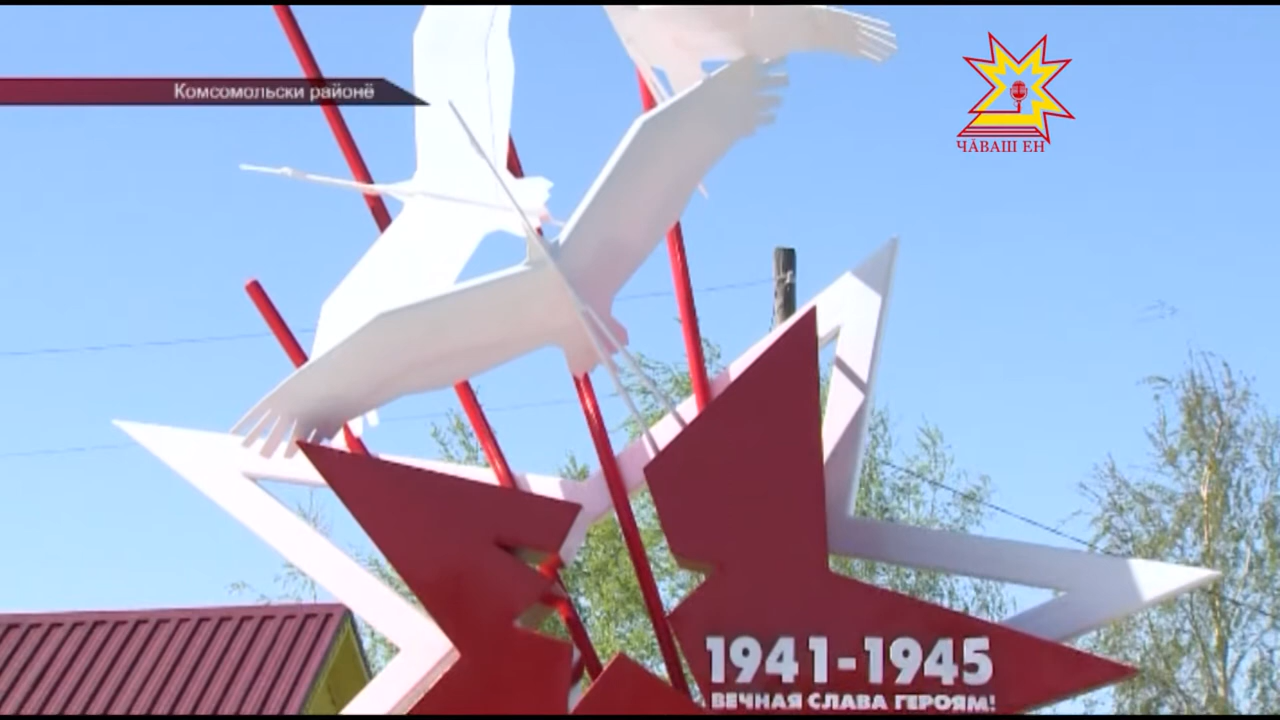 Комсомольски районӗ
ЧӐВАШ ЕН
1941-1945
ВЕЧНАЯ СЛАВА ГЕРОЯМ!